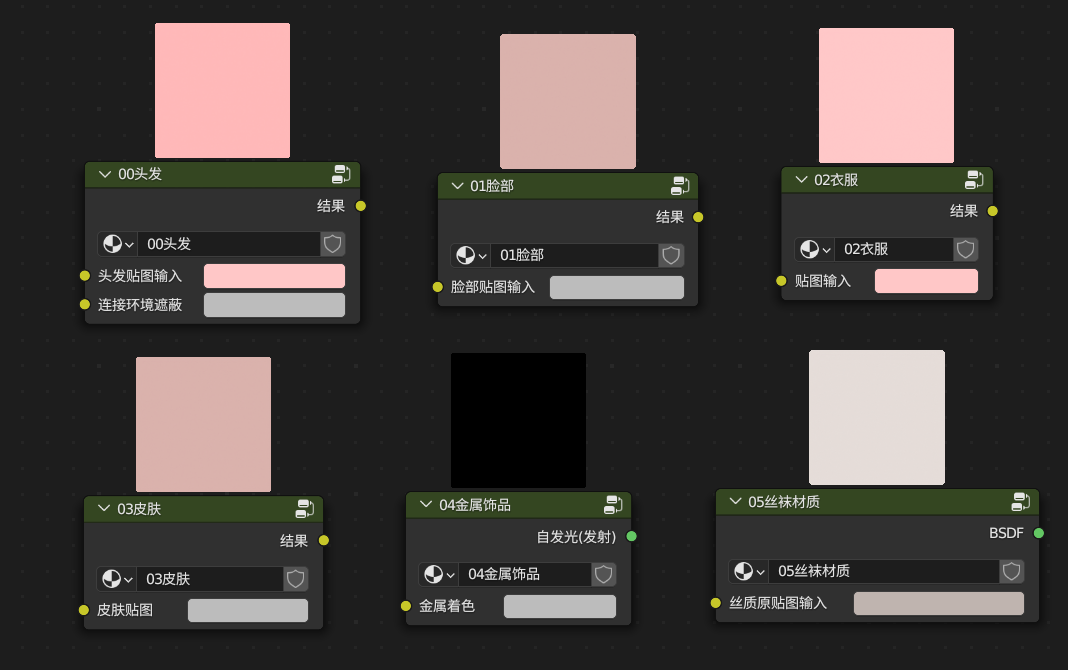 00头发
结果
00头发
头发贴图输入
连接环境遮蔽
01脸部
结果
01脸部
脸部贴图输入
02衣服
结果
02衣服
贴图输入
03皮肤
结果
03皮肤
皮肤贴图
04金属饰品
自发光(发射)
04金属饰品
金属着色
05丝袜材质
BSDF
05丝袜材质
丝质原贴图输入